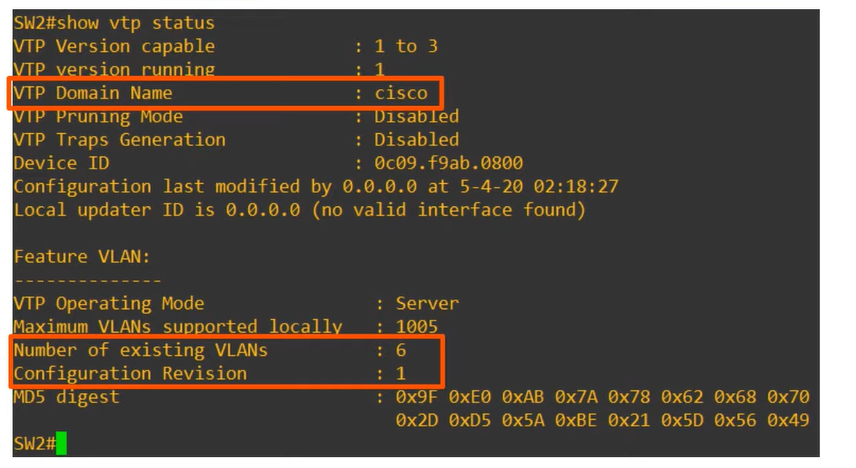 SW2#show vtp status
VTP Version capable : 1 to 3
VTP version running : 1
VTP Domain Name : cisco
VTP Pruning Mode : Disabled
VTP Traps Generation : Disabled
Device ID : 0c09.f9ab.0800
Configuration last modified by 0.0.0.0 at 5-4-20 02:18:27
Local updater ID is 0.0.0.0 (no valid interface found)
Feature VLAN:
--------------
VTP Operating Mode : Server
Maximum VLANs supported locally : 1005
Number of existing VLANs : 6
Configuration Revision : 1
MD5 digest : 0x9F 0xE0 0xAB 0x7A 0x78 0x62 0x68 0x70
0x2D 0xD5 0x5A 0xBE 0x21 0x5D 0x56 0x49
SW2#